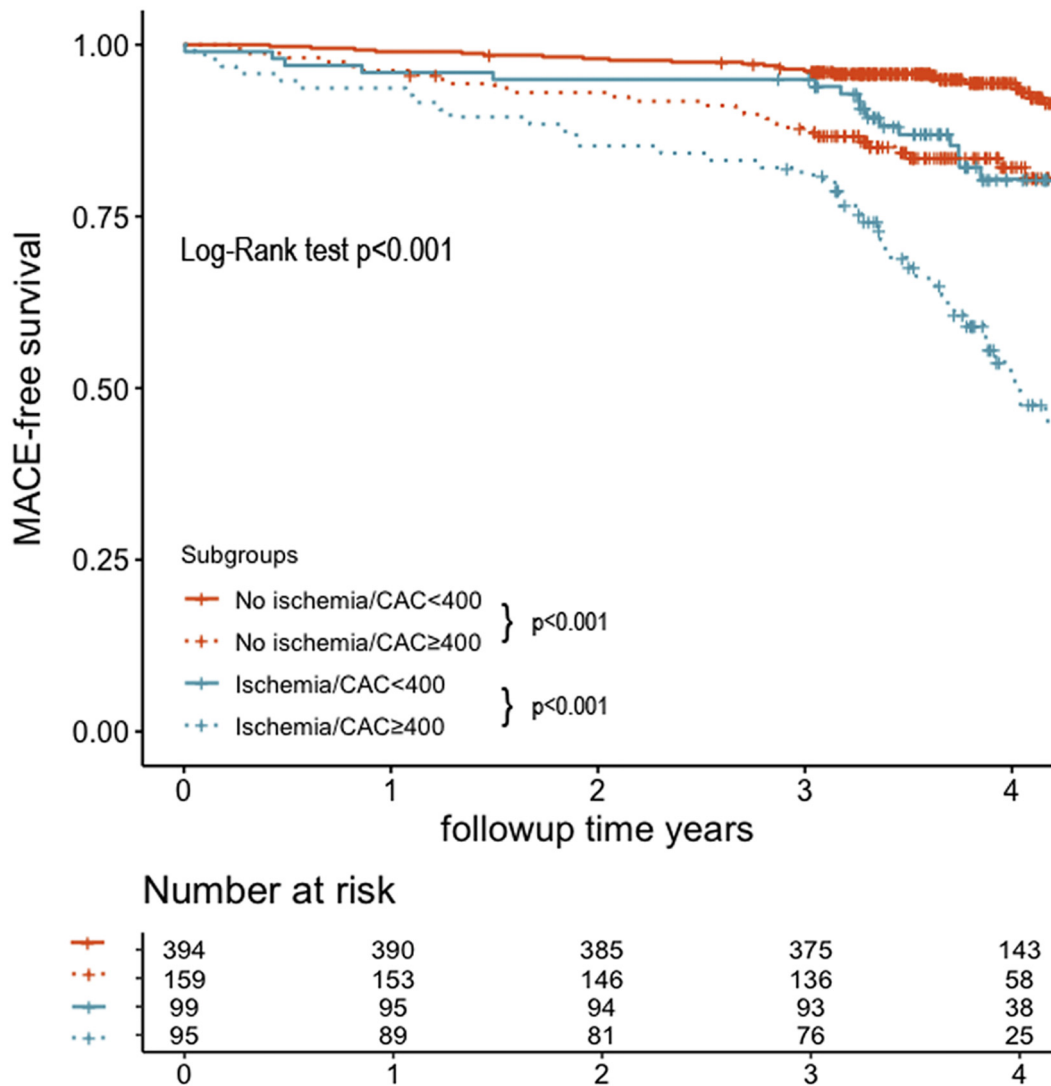 1.00
0.75
0.50
0.25
0.00
MACE-free survival
Log-Rank test p<0.001
Subgroups
No ischemia/CAC<400
No ischemia/CAC≥400
} p<0.001
Ischemia/CAC<400
Ischemia/CAC≥400
} p<0.001
0 1 2 3 4
followup time years
Number at risk
394 390 385 375 143
159 153 146 136 58
99 95 94 93 38
95 89 81 76 25
0 1 2 3 4